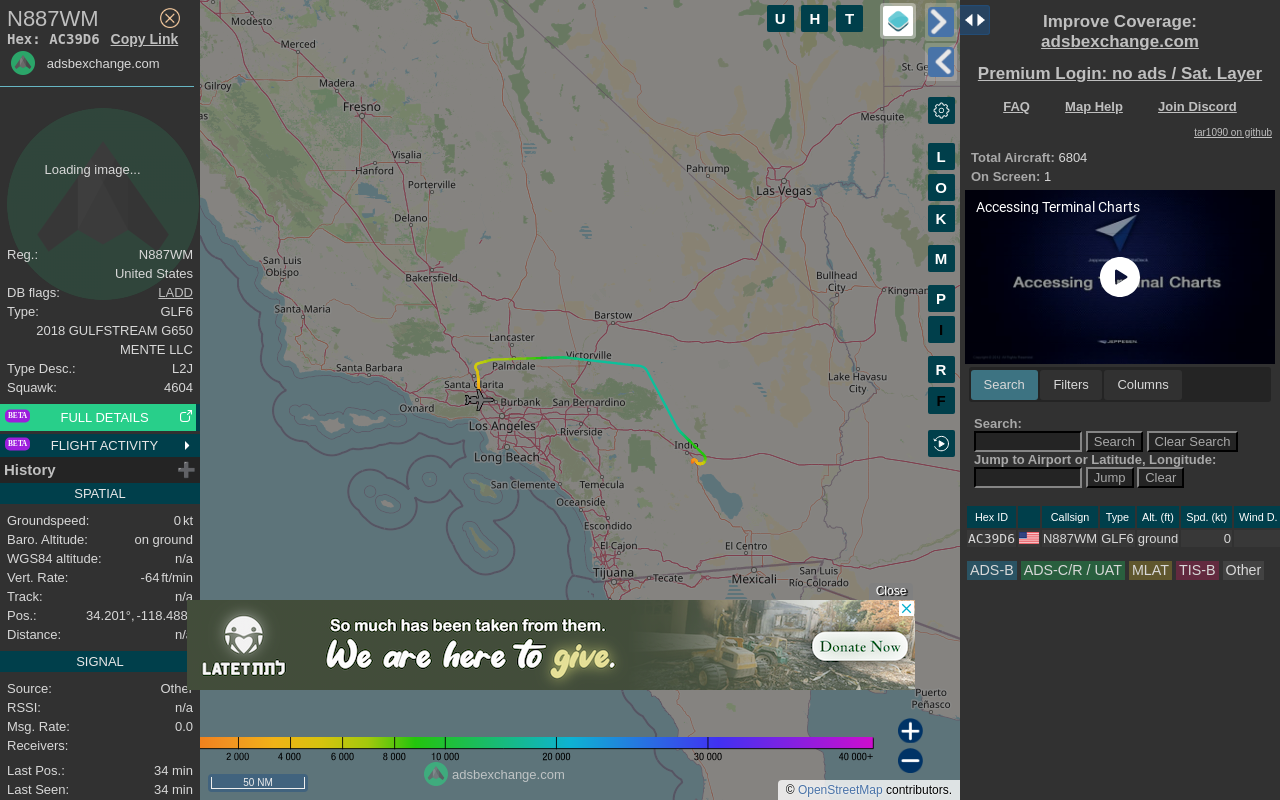 N887WM
Hex: AC39D6 Copy Link
adsbexchange.com
Loading image...
Reg.: N887WM
United States
DB flags: LADD
Type: GLF6
2018 GULFSTREAM G650
MENTE LLC
Type Desc.: L2J
Squawk: 4604
BETA FULL DETAILS
BETA FLIGHT ACTIVITY
History
SPATIAL
Groundspeed: 0 kt
Baro. Altitude: on ground
WGS84 altitude: n/a
Vert. Rate: -64 ft/min
Track: n/a
Pos.: 34.201°, -118.488
Distance: n/
SIGNAL
Source: Other
RSSI: n/a
Msg. Rate: 0.0
Receivers:
Last Pos.: 34 min
Last Seen: 34 min
Modesto
Merced
Gilroy
as
Madera
Fresno
Visalia
Hanford
Porterville
Delano
San Luis
Obispo
Bakersfield
Santa Maria
Santa Barbara
Lancaster
Palmdale
Santa Clarita
Oxnard
Burbank
Los Angeles
Long Beach
Barstow
Victorville
San Bernardino
Riverside
Indio
San Clemente
Temecula
Oceanside
Escondido
El Cajon
Tijuana
Tecate
El Centro
Mexicali
San Luis
Río Colorado
Puerto
Peñasco
Pahrump
Las Vegas
Mesquite
St. Ge
Bullhead
City
Kingman
Lake Havasu
City
U H T
L
O
K
M
P
I
R
F
Close
So much has been taken from them.
We are here to give.
LATET לתת
Donate Now
2 000 4 000 6 000 8 000 10 000 20 000 30 000 40 000+
adsbexchange.com
50 NM
© OpenStreetMap contributors.
Improve Coverage:
adsbexchange.com
Premium Login: no ads / Sat. Layer
FAQ Map Help Join Discord
tar1090 on github
Total Aircraft: 6804
On Screen: 1
Accessing Terminal Charts
Accessing Terminal Charts
JEPPESEN
Search Filters Columns
Search:
Search Clear Search
Jump to Airport or Latitude, Longitude:
Jump Clear
Hex ID Callsign Type Alt. (ft) Spd. (kt) Wind D.
AC39D6 N887WM GLF6 ground 0
ADS-B ADS-C/R / UAT MLAT TIS-B Other